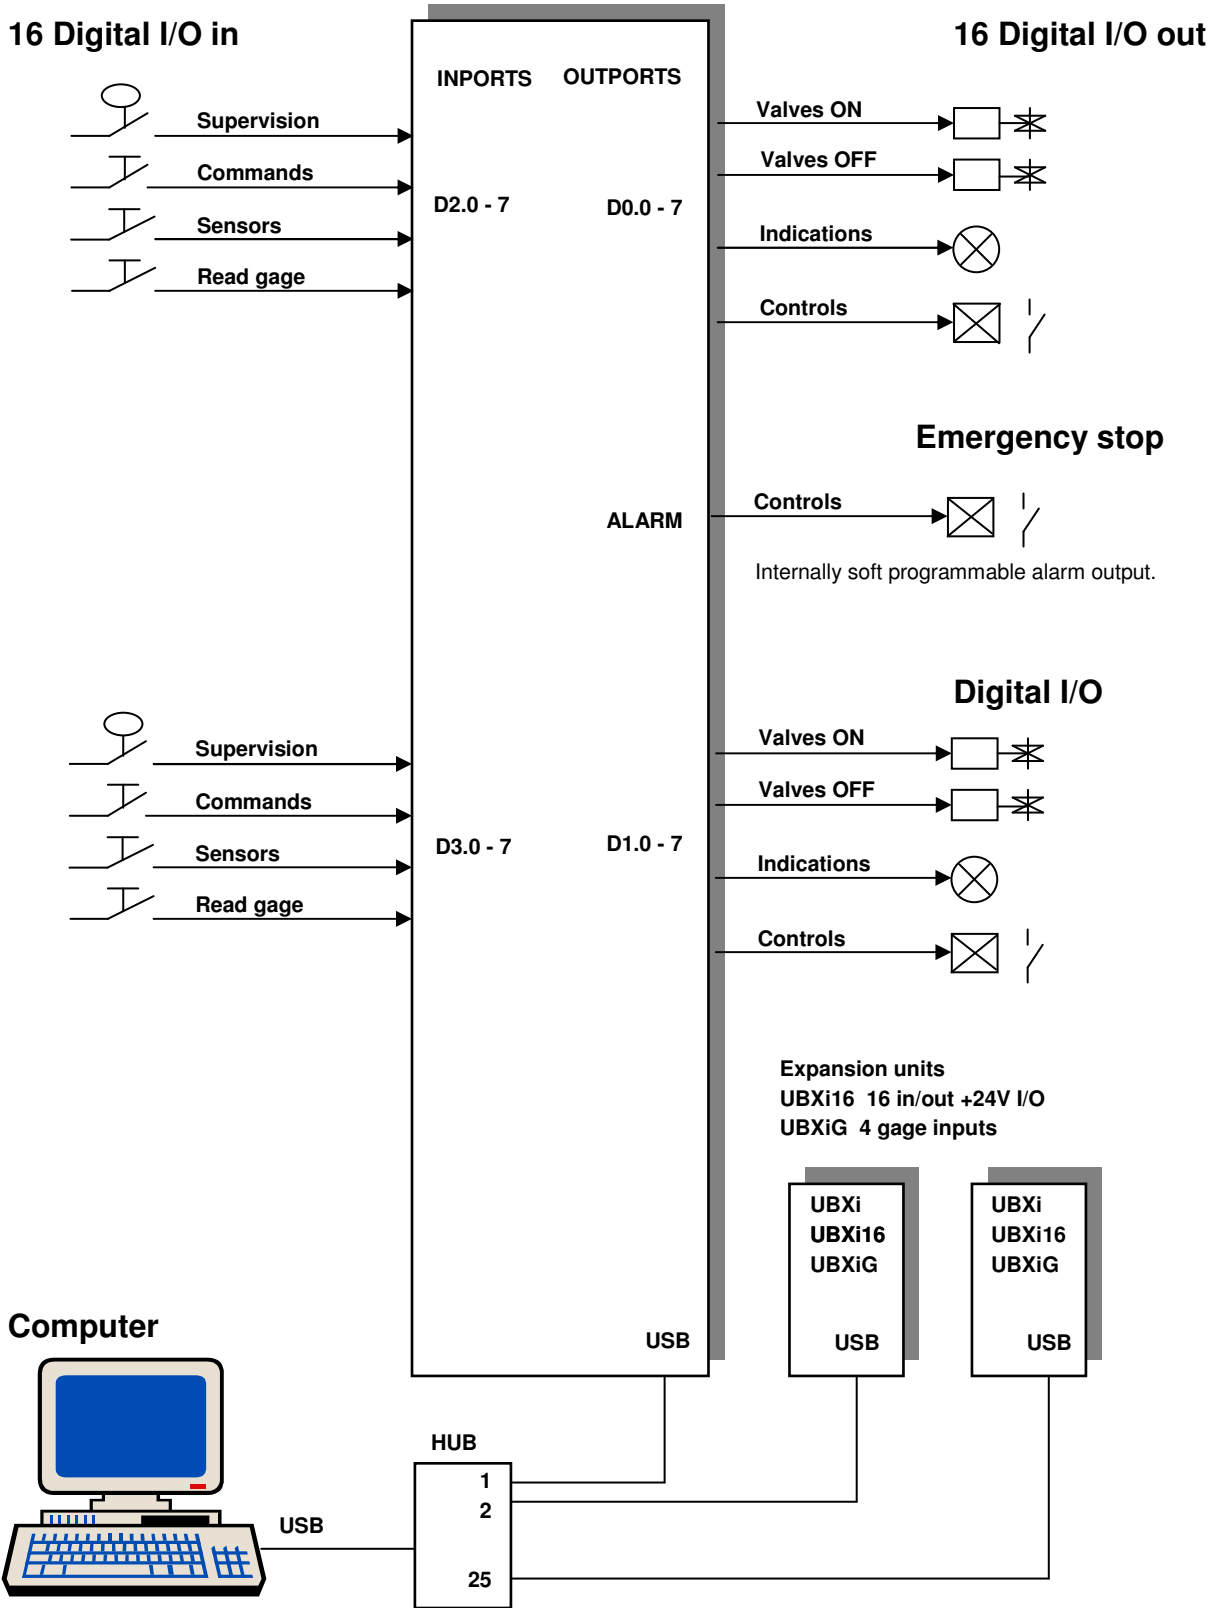 16 Digital I/O in
16 Digital I/O out
INPORTS OUTPORTS
Supervision
Commands
Sensors
Read gage
D2.0 - 7
D0.0 - 7
Valves ON
Valves OFF
Indications
Controls
Emergency stop
ALARM
Controls
Internally soft programmable alarm output.
Digital I/O
Supervision
Commands
Sensors
Read gage
D3.0 - 7
D1.0 - 7
Valves ON
Valves OFF
Indications
Controls
Expansion units
UBXi16 16 in/out +24V I/O
UBXiG 4 gage inputs
UBXi
UBXi16
UBXiG
USB
UBXi
UBXi16
UBXiG
USB
USB
Computer
HUB
1
2
25
USB